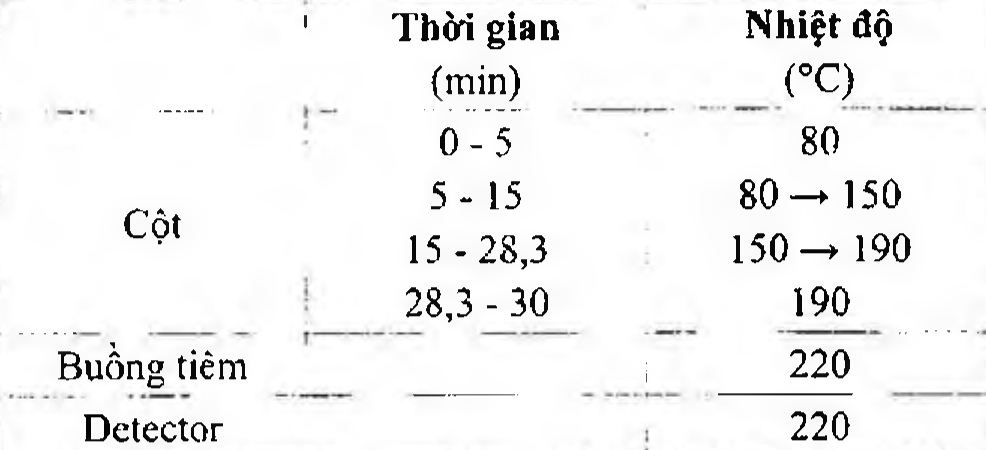 Thời gian Nhiệt độ
(min) (°C)
0 - 5 80
5 - 15 80 → 150
Cột
15 - 28,3 150 → 190
28,3 - 30 190
Buồng tiêm 220
Detector 220